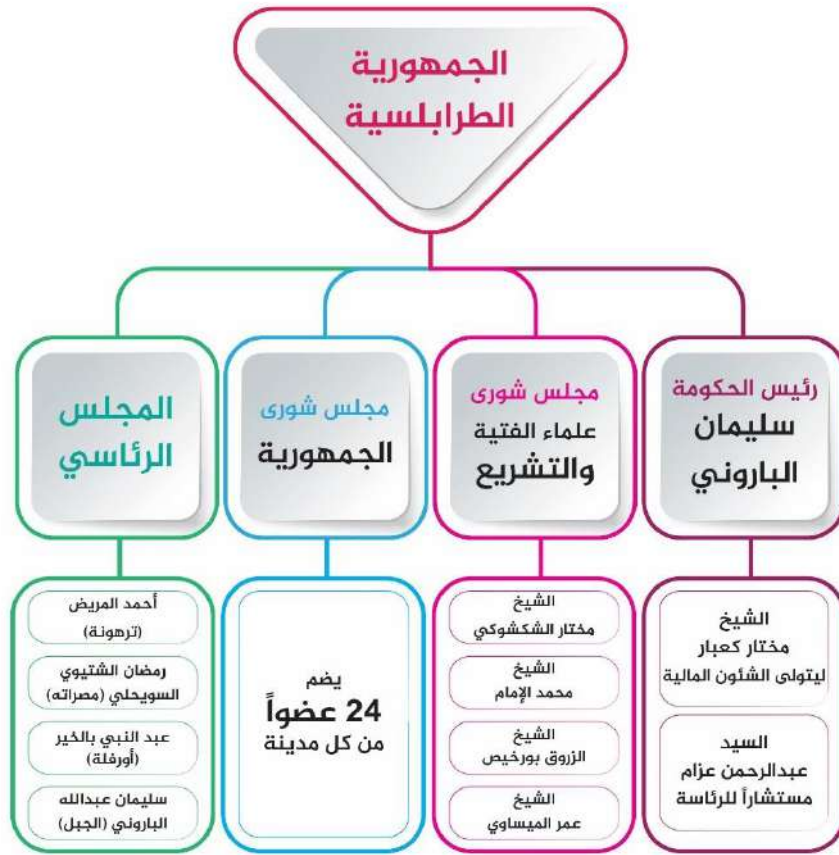 الجمهورية
الطرابلسية
رئيس الحكومة
سليمان
الباروني
الشيخ
مختار كعبار
ليتولى الشئون المالية
السيد
عبدالرحمن عزام
مستشاراً للرئاسة
مجلس شورى
علماء الفتية
والتشريع
الشيخ
مختار الشكشوكي
الشيخ
محمد الإمام
الشيخ
الزروق بورخيص
الشيخ
عمر الميساوي
مجلس شورى
الجمهورية
يضم
24 عضواً
من كل مدينة
المجلس
الرئاسي
أحمد المريض
(ترهونة)
رمضان الشتيوي
السويحلي (مصراته)
عبد النبي بالخير
(أورفلة)
سليمان عبدالله
الباروني (الجبل)